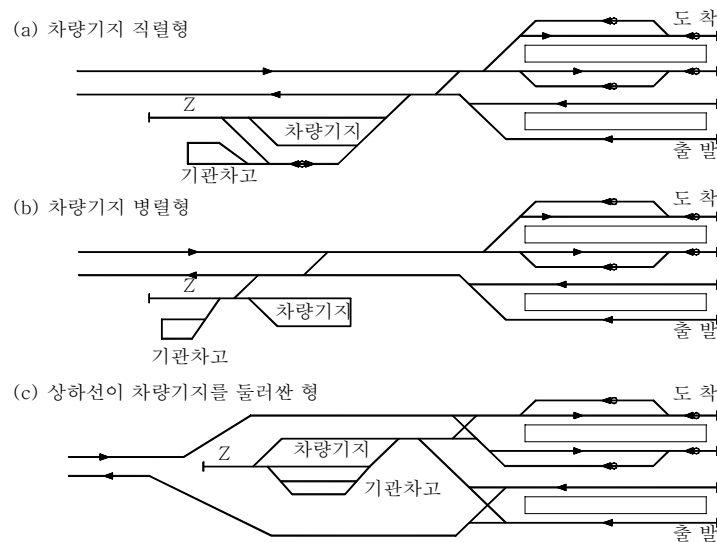 (a) 차량기지 직렬형
도 착
Z
차량기지
기관차고
출 발
(b) 차량기지 병렬형
도 착
Z
차량기지
기관차고
출 발
(c) 상하선이 차량기지를 둘러싼 형
도 착
Z
차량기지
기관차고
출 발